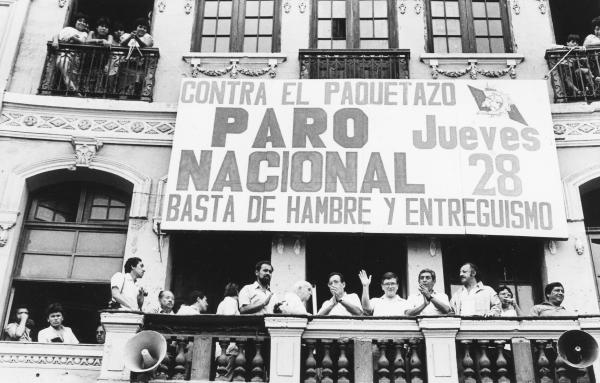 CONTRA EL PAQUETAZO
PARO
NACIONAL
Jueves
28
BASTA DE HAMBRE Y ENTREGUISMO